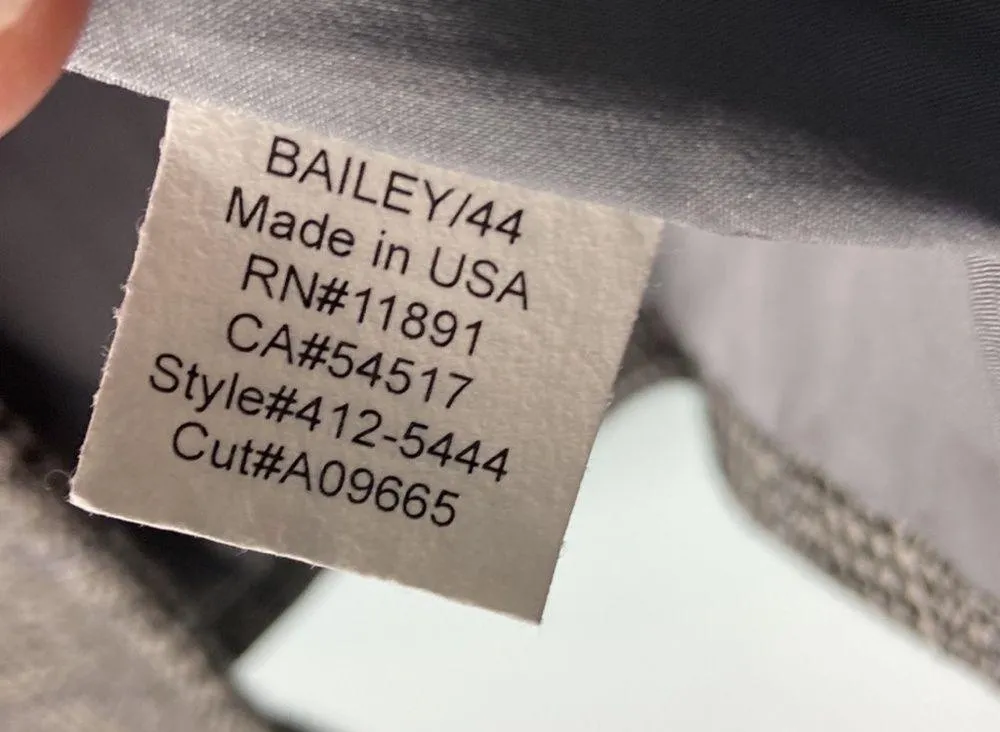 BAILEY/44
Made in USA
RN#11891
CA#54517
Style#412-5444
Cut#A09665